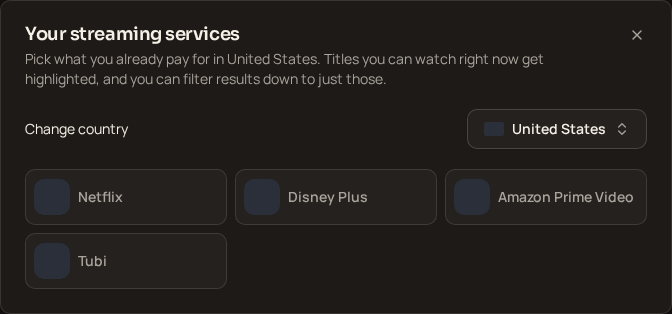 Your streaming services
Pick what you already pay for in United States. Titles you can watch right now get
highlighted, and you can filter results down to just those.
Change country
United States
Netflix
Disney Plus
Amazon Prime Video
Tubi